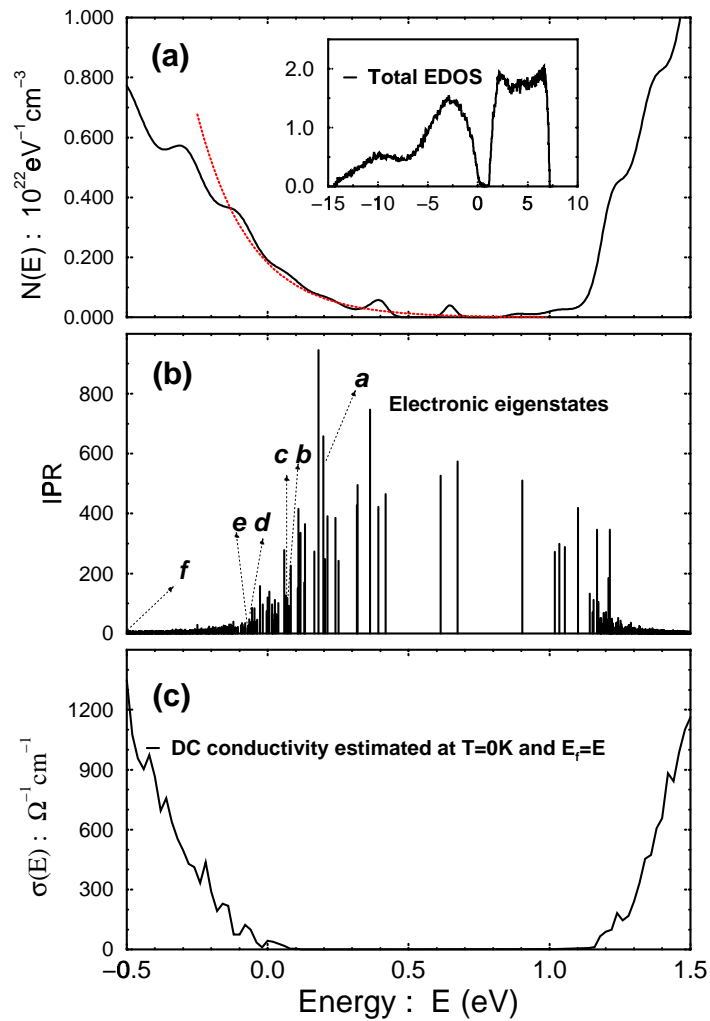 (a)
N(E) : 10²² eV⁻¹cm⁻³
1.000
0.800
0.600
0.400
0.200
0.000
Total EDOS
2.0
1.0
0.0
−15 −10 −5 0 5 10
(b)
IPR
800
600
400
200
0
Electronic eigenstates
a
c b
e d
f
(c)
σ(E) : Ω⁻¹cm⁻¹
1200
900
600
300
0
DC conductivity estimated at T=0K and E_f=E
−0.5 0.0 0.5 1.0 1.5
Energy : E (eV)